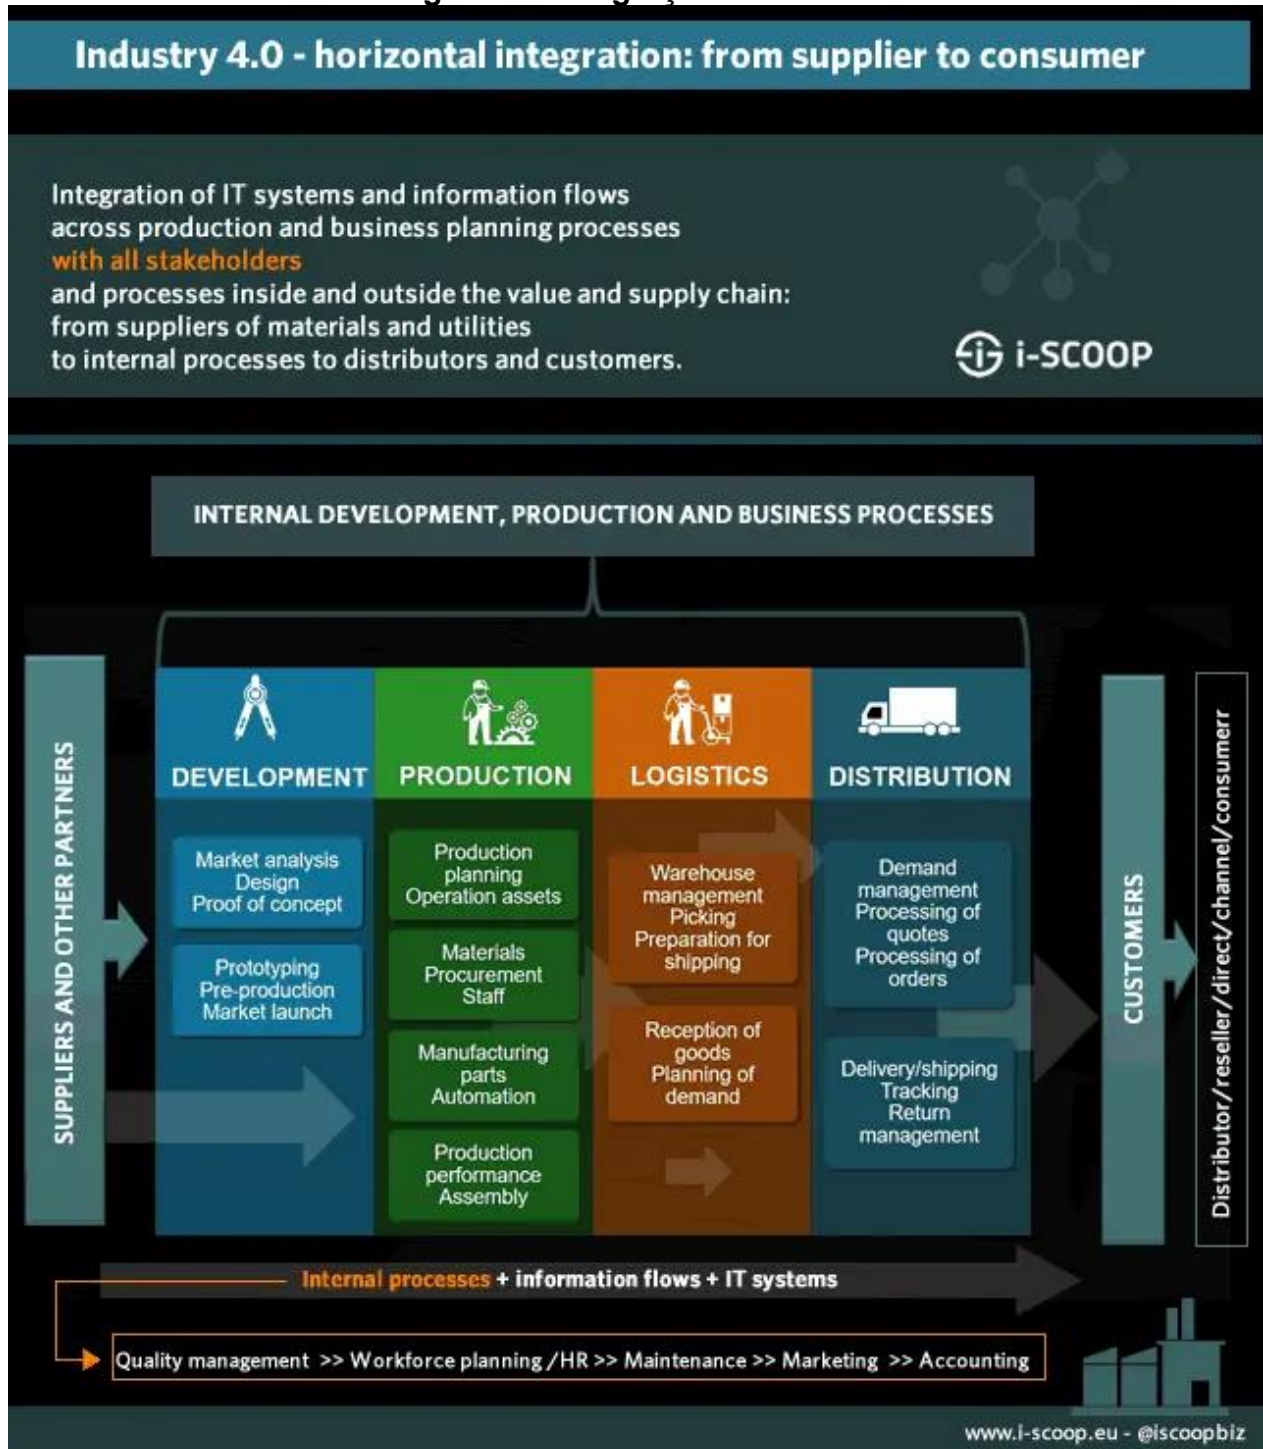 Industry 4.0 - horizontal integration: from supplier to consumer
Integration of IT systems and information flows
across production and business planning processes
with all stakeholders
and processes inside and outside the value and supply chain:
from suppliers of materials and utilities
to internal processes to distributors and customers.
i-SCOOP
INTERNAL DEVELOPMENT, PRODUCTION AND BUSINESS PROCESSES
SUPPLIERS AND OTHER PARTNERS
DEVELOPMENT
Market analysis
Design
Proof of concept
Prototyping
Pre-production
Market launch
PRODUCTION
Production
planning
Operation assets
Materials
Procurement
Staff
Manufacturing
parts
Automation
Production
performance
Assembly
LOGISTICS
Warehouse
management
Picking
Preparation for
shipping
Reception of
goods
Planning of
demand
DISTRIBUTION
Demand
management
Processing of
quotes
Processing of
orders
Delivery/shipping
Tracking
Return
management
CUSTOMERS
Distributor/reseller/direct/channel/consumerr
Internal processes + information flows + IT systems
Quality management >> Workforce planning /HR >> Maintenance >> Marketing >> Accounting
www.i-scoop.eu - @iscoopbiz